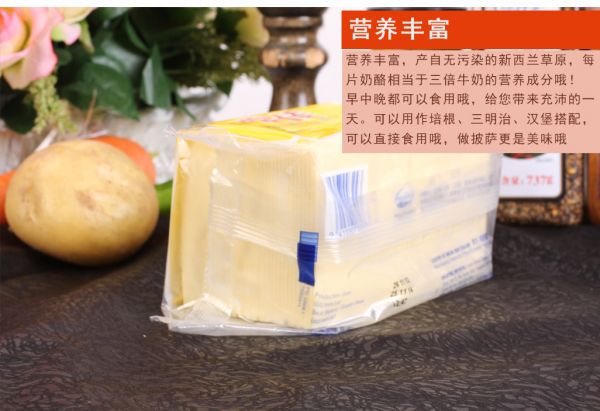 营养丰富
营养丰富，产自无污染的新西兰草原，每
片奶酪相当于三倍牛奶的营养成分哦！
早中晚都可以食用哦，给您带来充沛的一
天。可以用作培根、三明治、汉堡搭配，
可以直接食用哦，做披萨更是美味哦
含量：737g